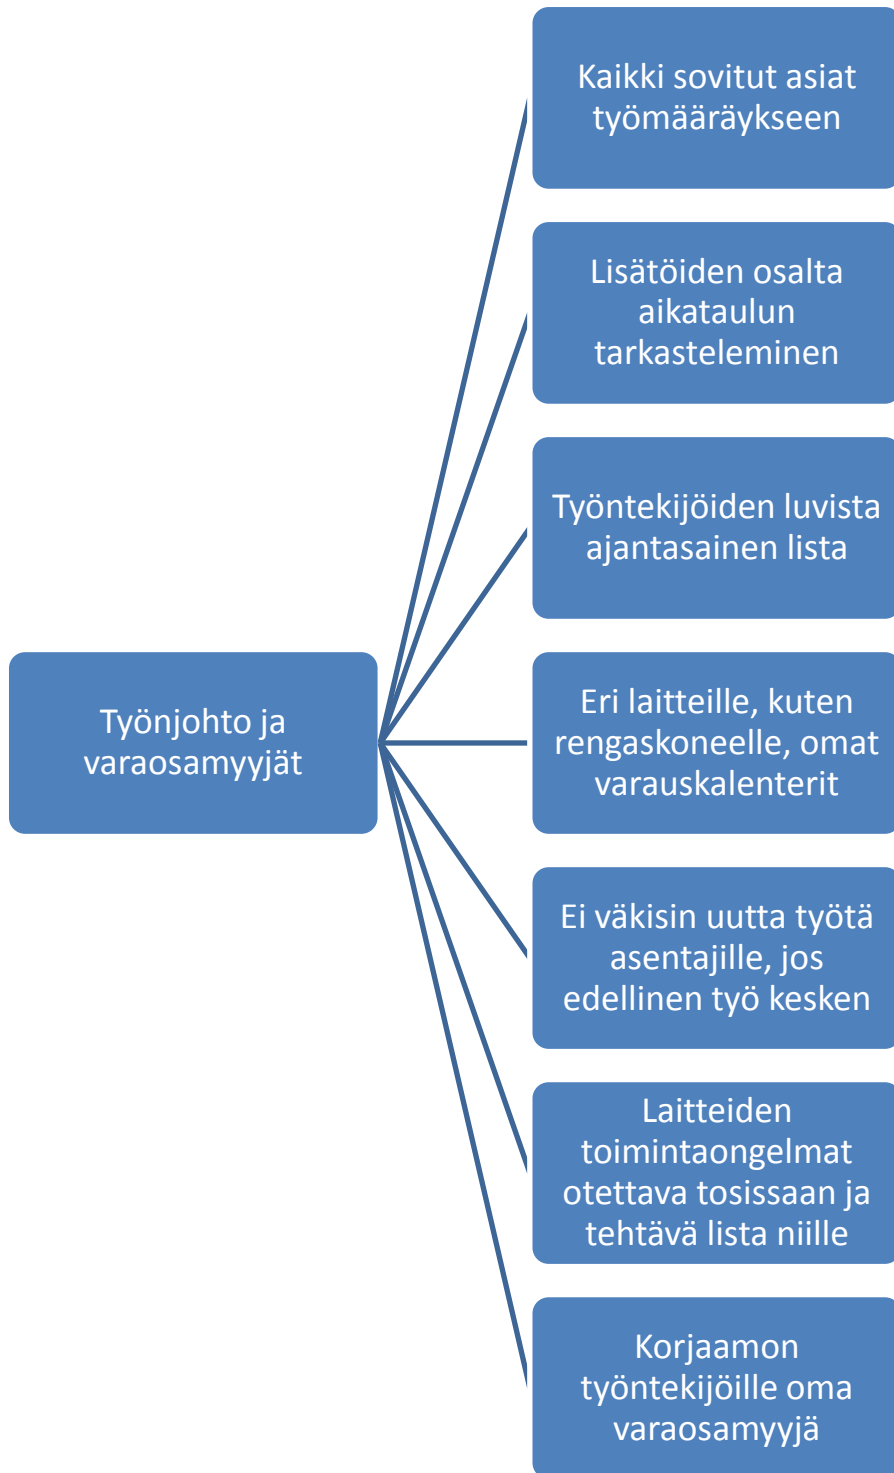 Kaikki sovitut asiat
työmääräykseen
Lisätöiden osalta
aikataulun
tarkasteleminen
Työntekijöiden luvista
ajantasainen lista
Työnjohto ja
varaosamyyjät
Eri laitteille, kuten
rengaskoneelle, omat
varauskalenterit
Ei väkisin uutta työtä
asentajille, jos
edellinen työ kesken
Laitteiden
toimintaongelmat
otettava tosissaan ja
tehtävä lista niille
Korjaamon
työntekijöille oma
varaosamyyjä